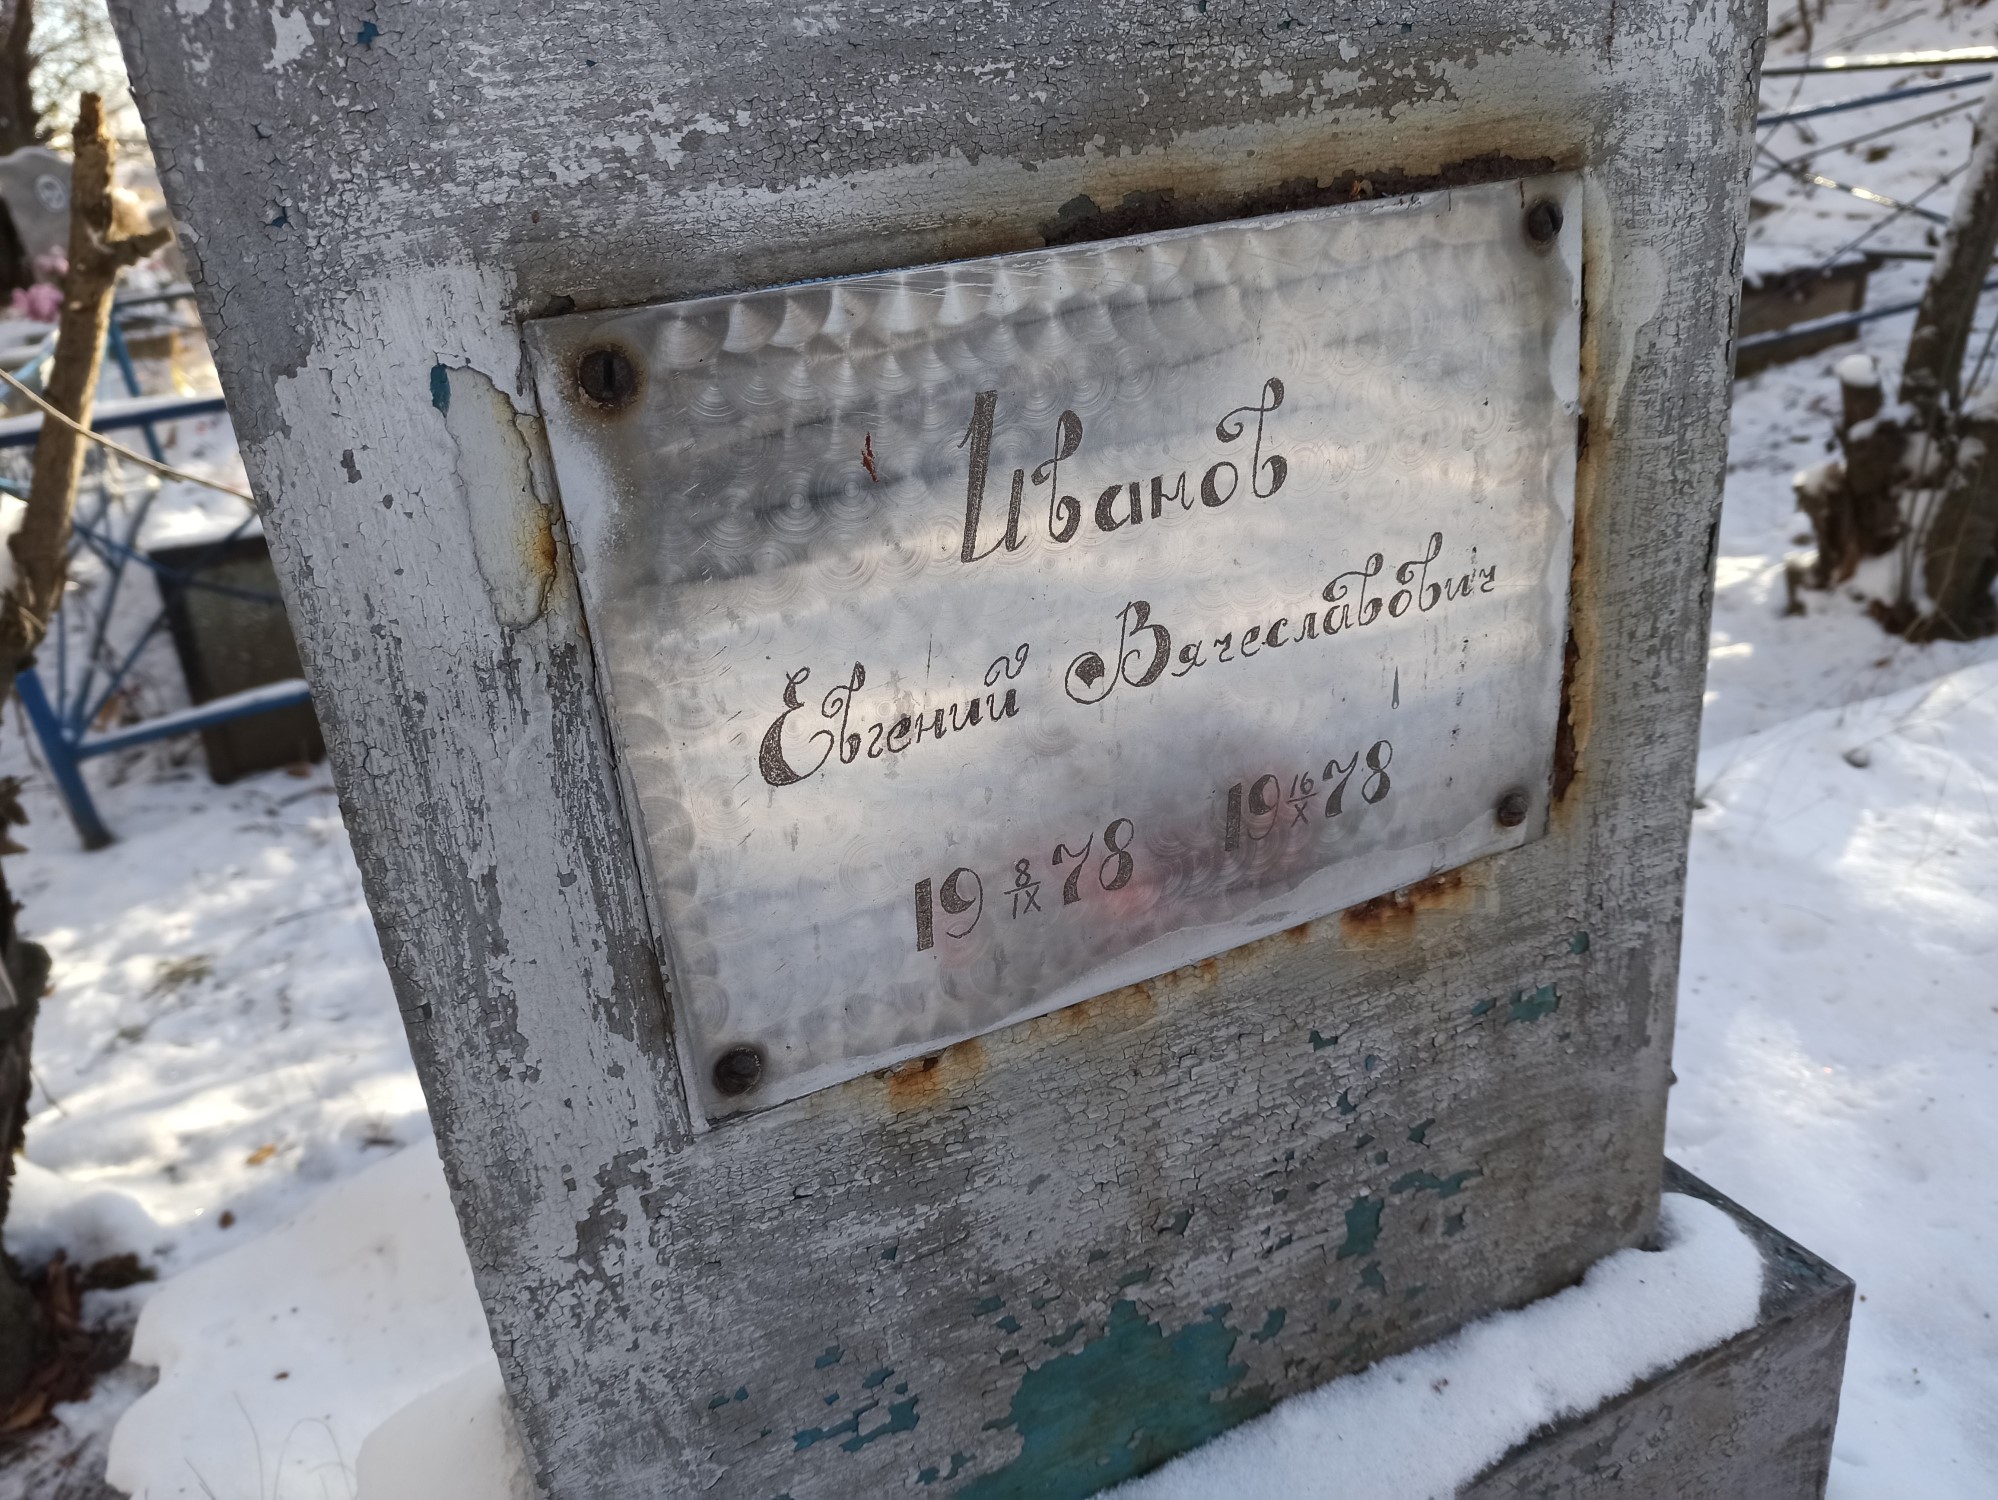 Иванов
Евгений Вячеславович
19 8/IX 78 19 16/X 78